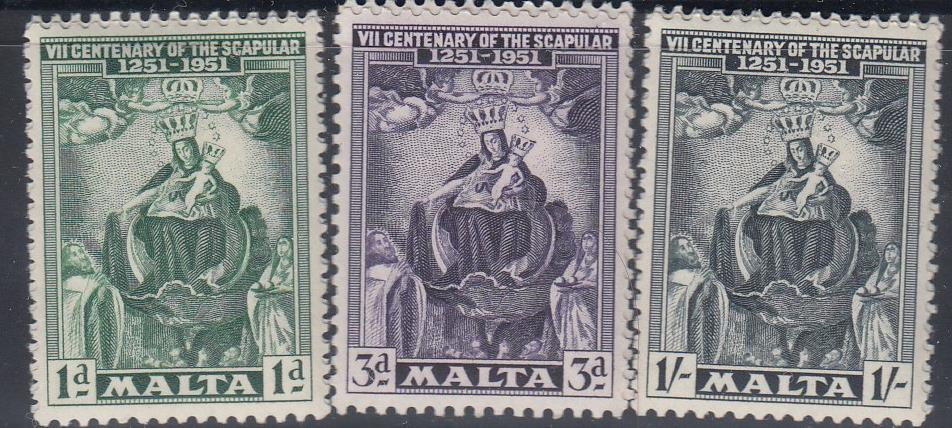 VII CENTENARY OF THE SCAPULAR
1251-1951
1d MALTA 1d
VII CENTENARY OF THE SCAPULAR
1251-1951
3d MALTA 3d
VII CENTENARY OF THE SCAPULAR
1251-1951
1/- MALTA 1/-